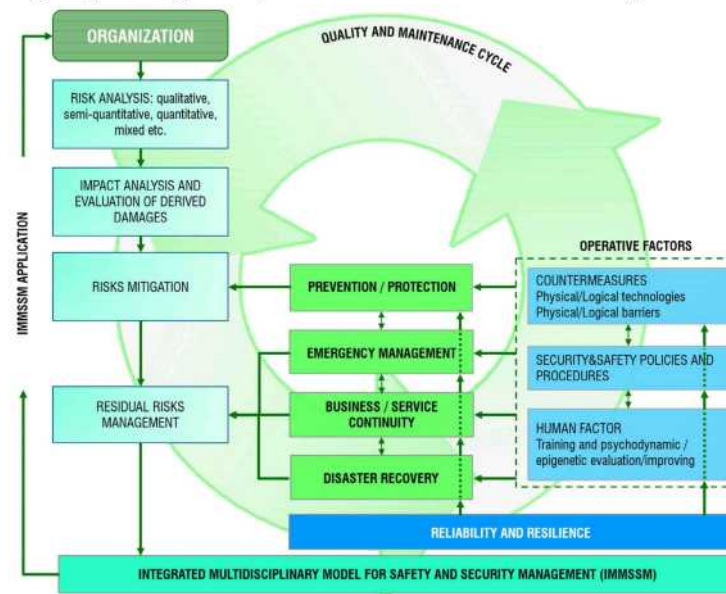 ORGANIZATION
QUALITY AND MAINTENANCE CYCLE
RISK ANALYSIS: qualitative,
semi-quantitative, quantitative,
mixed etc.
IMPACT ANALYSIS AND
EVALUATION OF DERIVED
DAMAGES
IMMSSM APPLICATION
OPERATIVE FACTORS
RISKS MITIGATION
PREVENTION / PROTECTION
COUNTERMEASURES
Physical/Logical technologies
Physical/Logical barriers
EMERGENCY MANAGEMENT
SECURITY&SAFETY POLICIES AND
PROCEDURES
RESIDUAL RISKS
MANAGEMENT
BUSINESS / SERVICE
CONTINUITY
HUMAN FACTOR
Training and psychodynamic /
epigenetic evaluation/improving
DISASTER RECOVERY
RELIABILITY AND RESILIENCE
INTEGRATED MULTIDISCIPLINARY MODEL FOR SAFETY AND SECURITY MANAGEMENT (IMMSSM)